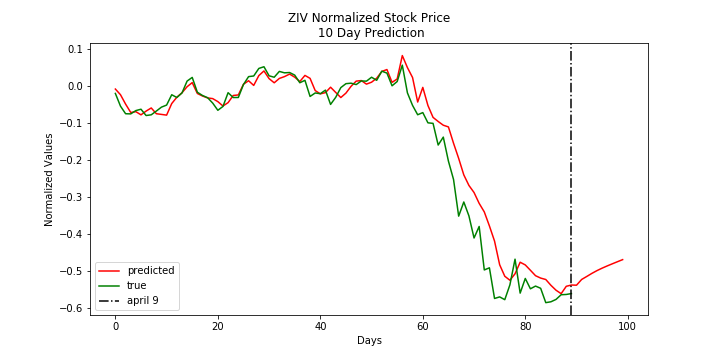 ZIV Normalized Stock Price
10 Day Prediction
Normalized Values
0.1
0.0
−0.1
−0.2
−0.3
−0.4
−0.5
−0.6
predicted
true
april 9
0 20 40 60 80 100
Days